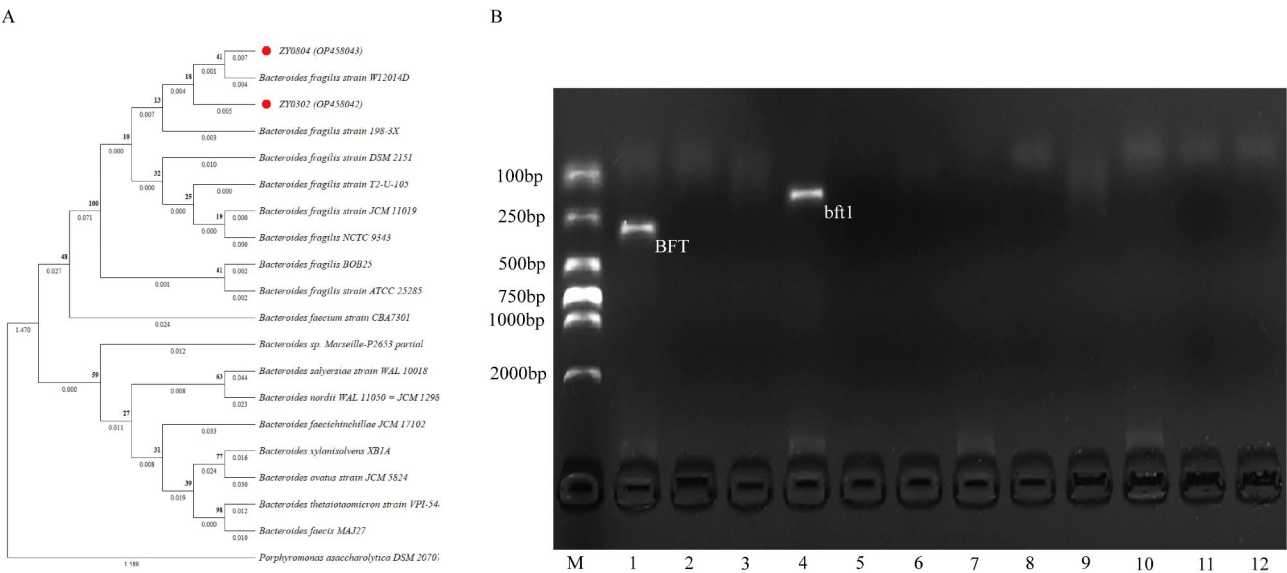 A
B
41
ZY0804 (OP458043)
0.007
18
0.001
Bacteroides fragilis strain W12014D
0.004
13
0.004
ZY0302 (OP458042)
0.005
10
0.007
Bacteroides fragilis strain 198-3X
0.003
0.000
Bacteroides fragilis strain DSM 2151
0.010
32
100
0.000
25
Bacteroides fragilis strain T2-U-105
0.000
0.071
0.000
19
Bacteroides fragilis strain JCM 11019
0.000
0.000
Bacteroides fragilis NCTC 9343
0.000
48
41
Bacteroides fragilis BOB25
0.002
0.027
0.001
Bacteroides fragilis strain ATCC 25285
0.002
Bacteroides faecium strain CBA7301
0.024
1.470
Bacteroides sp. Marseille-P2653 partial
0.012
59
0.000
63
Bacteroides salyersiae strain WAL 10018
0.044
0.008
Bacteroides nordii WAL 11050 = JCM 1298
0.023
27
0.011
Bacteroides faecichinchillae JCM 17102
0.033
31
0.008
77
Bacteroides xylanisolvens XB1A
0.016
0.024
Bacteroides ovatus strain JCM 5824
0.030
39
0.019
98
Bacteroides thetaiotaomicron strain VPI-54
0.012
0.000
Bacteroides faecis MAJ27
0.010
Porphyromonas asaccharolytica DSM 20707
1.588
100bp
250bp
500bp
750bp
1000bp
2000bp
BFT
bft1
M 1 2 3 4 5 6 7 8 9 10 11 12